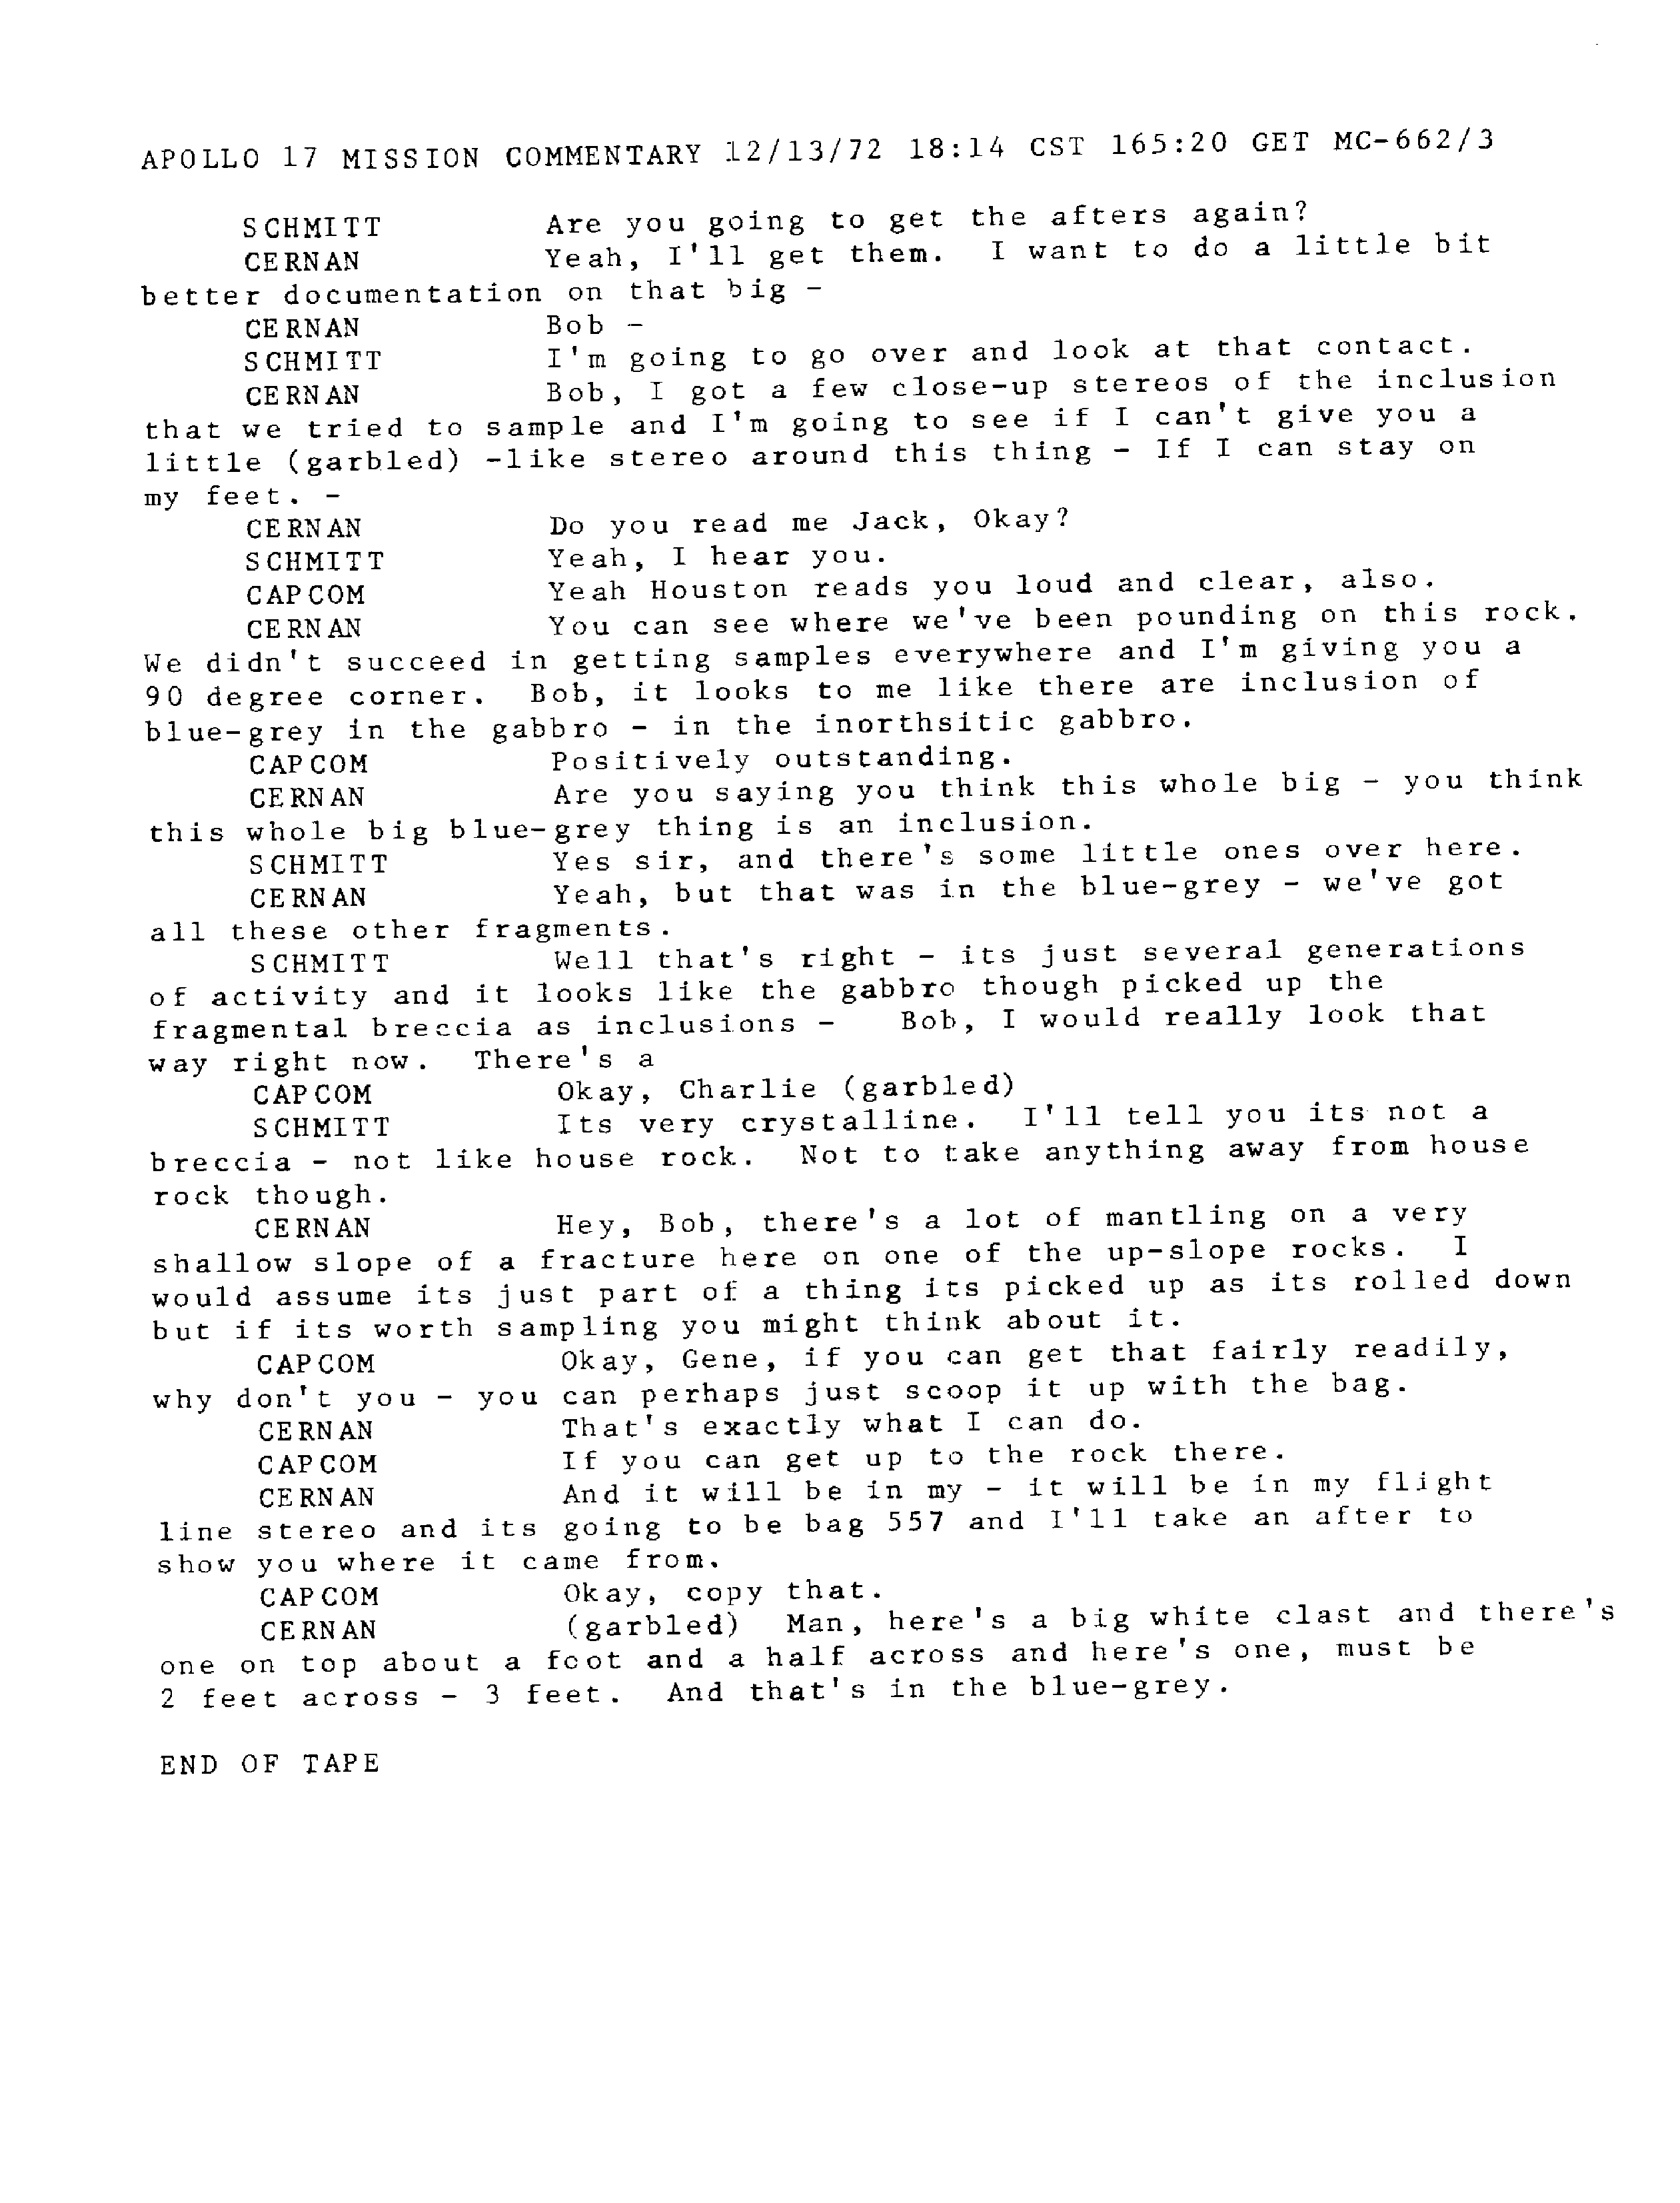 APOLLO 17 MISSION COMMENTARY 12/13/72 18:14 CST 165:20 GET MC-662/3
SCHMITT Are you going to get the afters again?
CERNAN Yeah, I'll get them. I want to do a little bit
better documentation on that big -
CERNAN Bob -
SCHMITT I'm going to go over and look at that contact.
CERNAN Bob, I got a few close-up stereos of the inclusion
that we tried to sample and I'm going to see if I can't give you a
little (garbled) -like stereo around this thing - If I can stay on
my feet. -
CERNAN Do you read me Jack, Okay?
SCHMITT Yeah, I hear you.
CAPCOM Yeah Houston reads you loud and clear, also.
CERNAN You can see where we've been pounding on this rock.
We didn't succeed in getting samples everywhere and I'm giving you a
90 degree corner. Bob, it looks to me like there are inclusion of
blue-grey in the gabbro - in the inorthsitic gabbro.
CAPCOM Positively outstanding.
CERNAN Are you saying you think this whole big - you think
this whole big blue-grey thing is an inclusion.
SCHMITT Yes sir, and there's some little ones over here.
CERNAN Yeah, but that was in the blue-grey - we've got
all these other fragments.
SCHMITT Well that's right - its just several generations
of activity and it looks like the gabbro though picked up the
fragmental breccia as inclusions - Bob, I would really look that
way right now. There's a
CAPCOM Okay, Charlie (garbled)
SCHMITT Its very crystalline. I'll tell you its not a
breccia - not like house rock. Not to take anything away from house
rock though.
CERNAN Hey, Bob, there's a lot of mantling on a very
shallow slope of a fracture here on one of the up-slope rocks. I
would assume its just part of a thing its picked up as its rolled down
but if its worth sampling you might think about it.
CAPCOM Okay, Gene, if you can get that fairly readily,
why don't you - you can perhaps just scoop it up with the bag.
CERNAN That's exactly what I can do.
CAPCOM If you can get up to the rock there.
CERNAN And it will be in my - it will be in my flight
line stereo and its going to be bag 557 and I'll take an after to
show you where it came from.
CAPCOM Okay, copy that.
CERNAN (garbled) Man, here's a big white clast and there's
one on top about a foot and a half across and here's one, must be
2 feet across - 3 feet. And that's in the blue-grey.
END OF TAPE